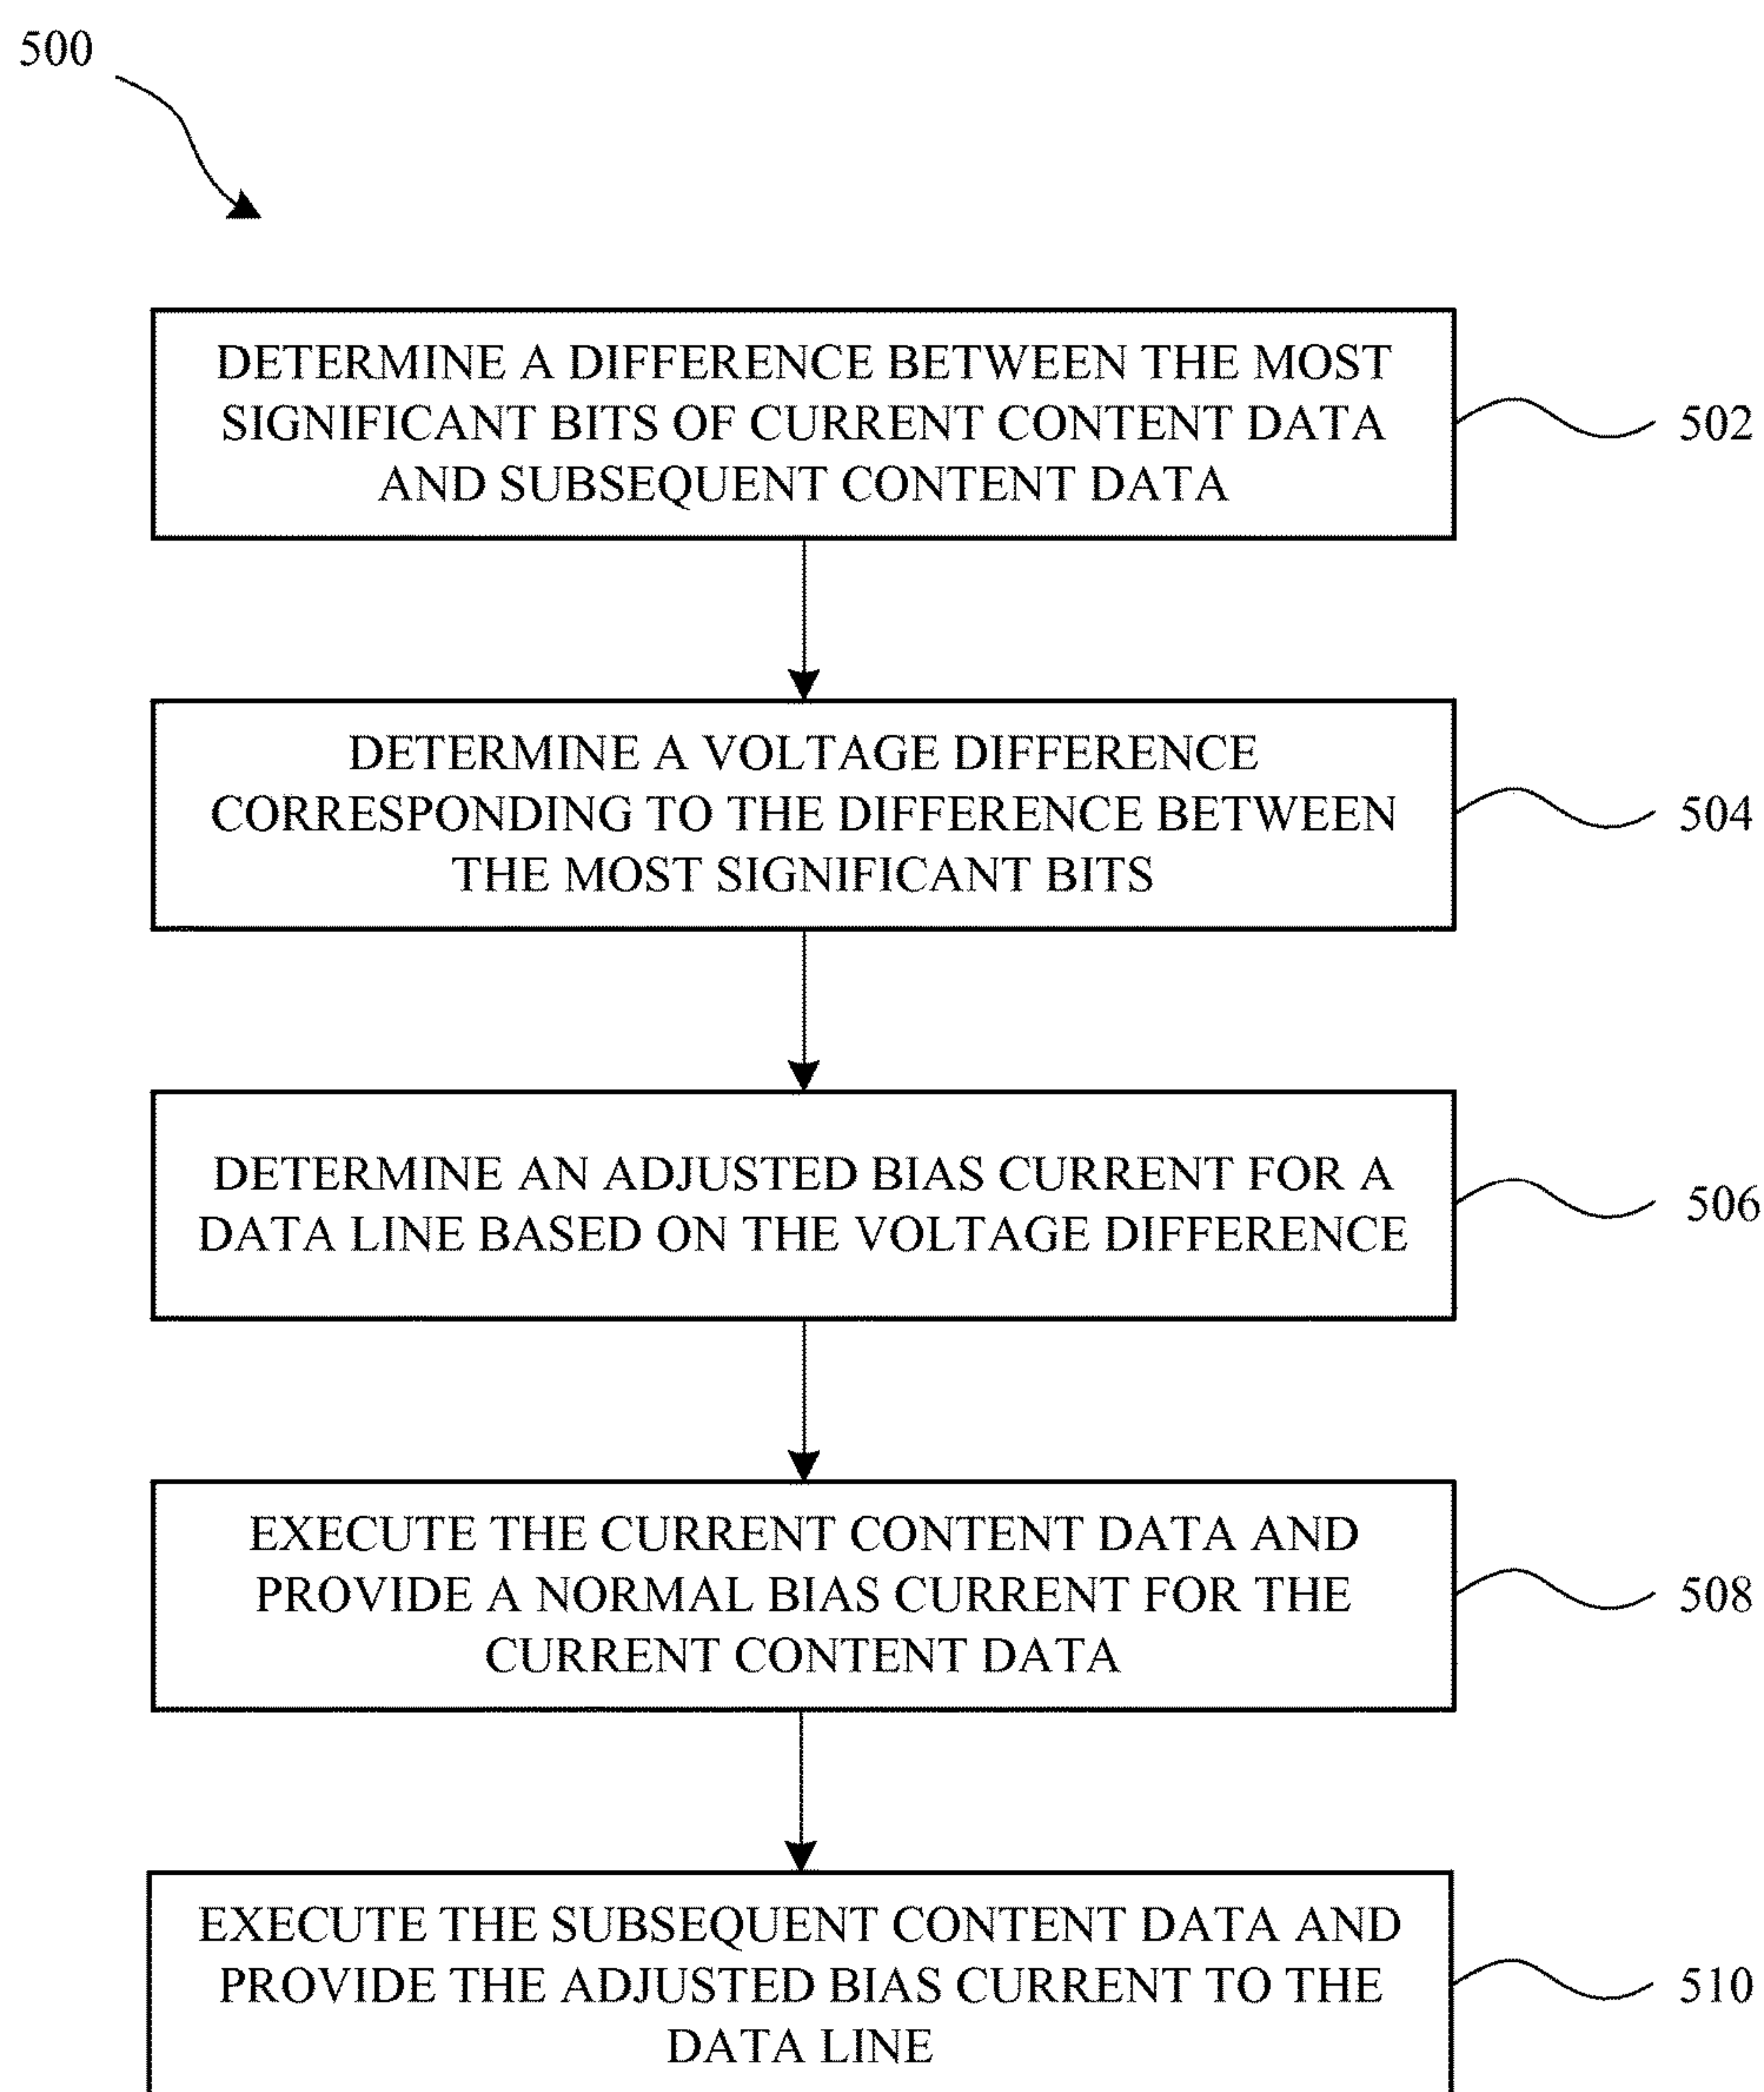 500
DETERMINE A DIFFERENCE BETWEEN THE MOST
SIGNIFICANT BITS OF CURRENT CONTENT DATA
AND SUBSEQUENT CONTENT DATA
502
DETERMINE A VOLTAGE DIFFERENCE
CORRESPONDING TO THE DIFFERENCE BETWEEN
THE MOST SIGNIFICANT BITS
504
DETERMINE AN ADJUSTED BIAS CURRENT FOR A
DATA LINE BASED ON THE VOLTAGE DIFFERENCE
506
EXECUTE THE CURRENT CONTENT DATA AND
PROVIDE A NORMAL BIAS CURRENT FOR THE
CURRENT CONTENT DATA
508
EXECUTE THE SUBSEQUENT CONTENT DATA AND
PROVIDE THE ADJUSTED BIAS CURRENT TO THE
DATA LINE
510